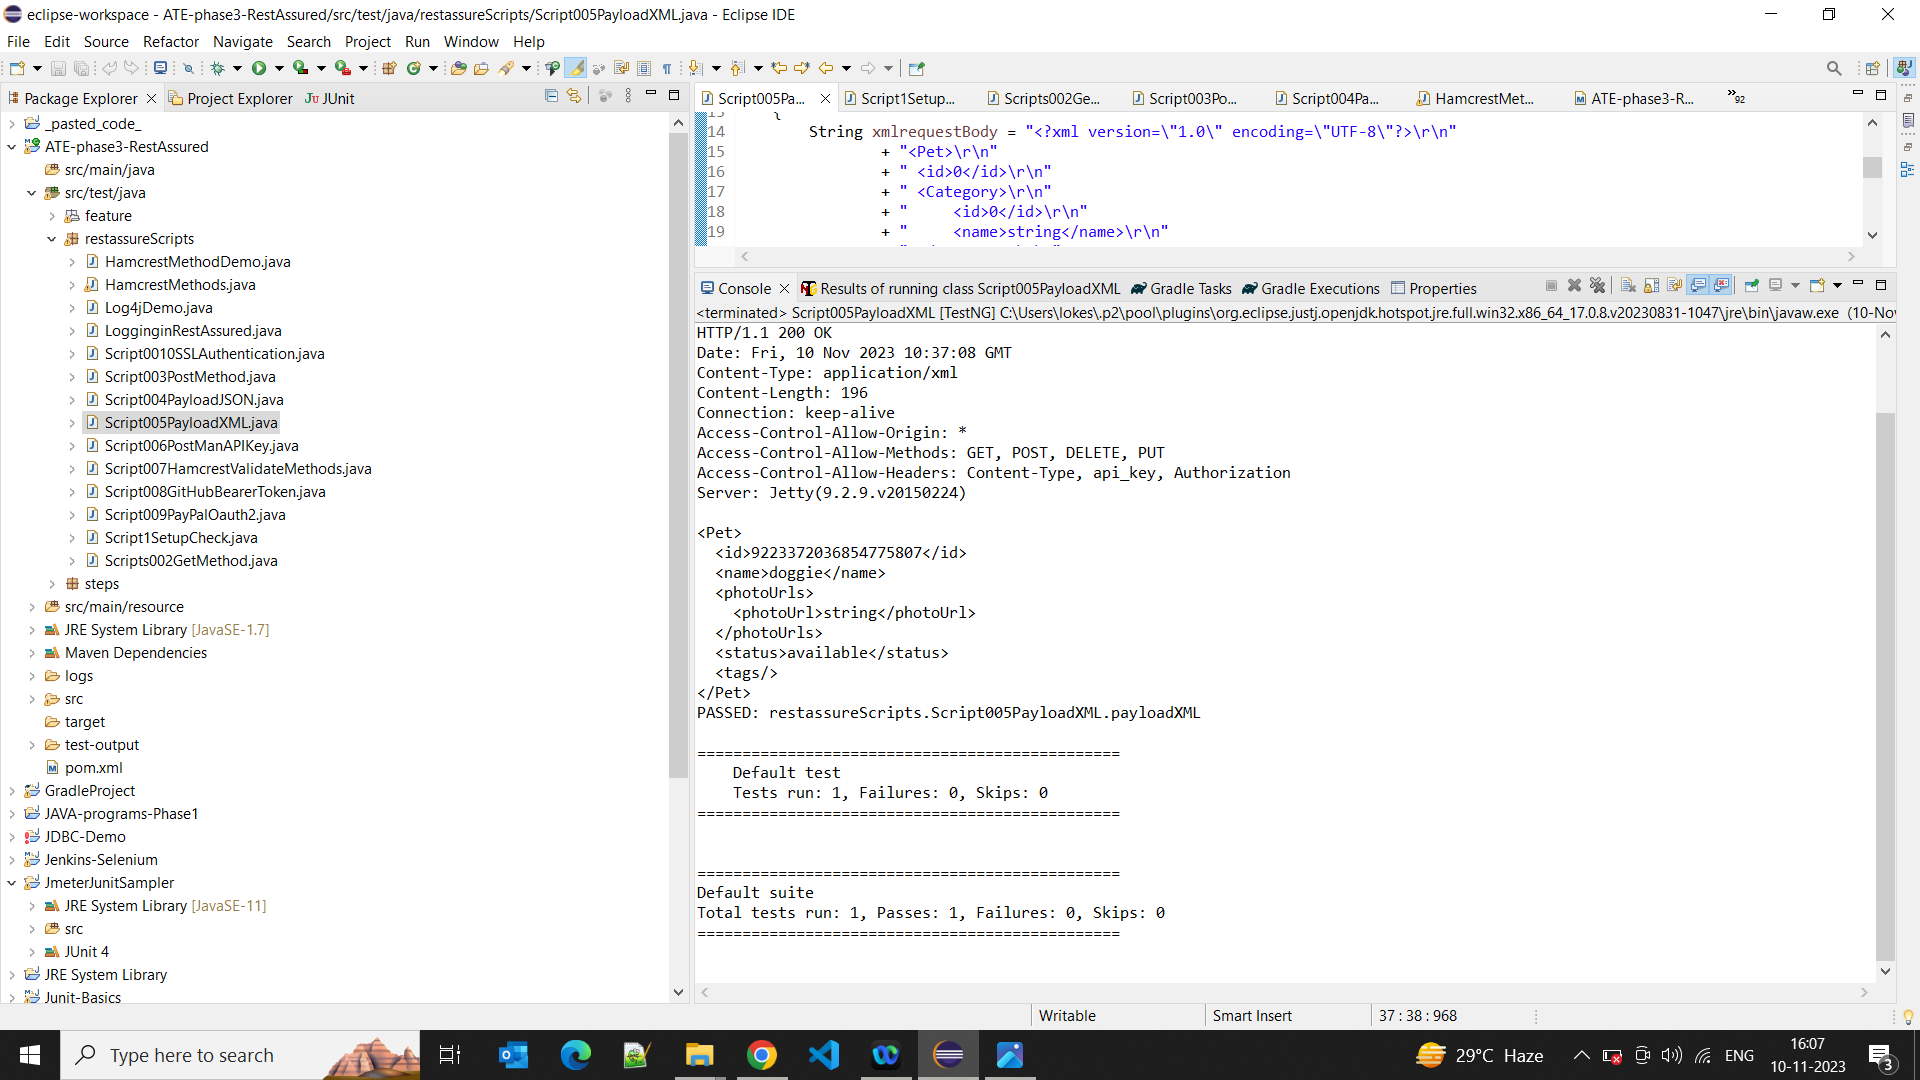 eclipse-workspace - ATE-phase3-RestAssured/src/test/java/restassureScripts/Script005PayloadXML.java - Eclipse IDE
File Edit Source Refactor Navigate Search Project Run Window Help
Package Explorer Project Explorer JUnit
_pasted_code_
ATE-phase3-RestAssured
src/main/java
src/test/java
feature
restassureScripts
HamcrestMethodDemo.java
HamcrestMethods.java
Log4jDemo.java
LogginginRestAssured.java
Script0010SSLAuthentication.java
Script003PostMethod.java
Script004PayloadJSON.java
Script005PayloadXML.java
Script006PostManAPIKey.java
Script007HamcrestValidateMethods.java
Script008GitHubBearerToken.java
Script009PayPalOauth2.java
Script1SetupCheck.java
Scripts002GetMethod.java
steps
src/main/resource
JRE System Library [JavaSE-1.7]
Maven Dependencies
logs
src
target
test-output
pom.xml
GradleProject
JAVA-programs-Phase1
JDBC-Demo
Jenkins-Selenium
JmeterJunitSampler
JRE System Library [JavaSE-11]
src
JUnit 4
JRE System Library
Junit-Basics
Script005Pa... Script1Setup... Scripts002Ge... Script003Po... Script004Pa... HamcrestMet... ATE-phase3-R... »92
{
14 String xmlrequestBody = "<?xml version=\"1.0\" encoding=\"UTF-8\"?>\r\n"
15 + "<Pet>\r\n"
16 + " <id>0</id>\r\n"
17 + " <Category>\r\n"
18 + "     <id>0</id>\r\n"
19 + "     <name>string</name>\r\n"
Console Results of running class Script005PayloadXML Gradle Tasks Gradle Executions Properties
<terminated> Script005PayloadXML [TestNG] C:\Users\lokes\.p2\pool\plugins\org.eclipse.justj.openjdk.hotspot.jre.full.win32.x86_64_17.0.8.v20230831-1047\jre\bin\javaw.exe (10-Nov
HTTP/1.1 200 OK
Date: Fri, 10 Nov 2023 10:37:08 GMT
Content-Type: application/xml
Content-Length: 196
Connection: keep-alive
Access-Control-Allow-Origin: *
Access-Control-Allow-Methods: GET, POST, DELETE, PUT
Access-Control-Allow-Headers: Content-Type, api_key, Authorization
Server: Jetty(9.2.9.v20150224)
<Pet>
<id>9223372036854775807</id>
<name>doggie</name>
<photoUrls>
<photoUrl>string</photoUrl>
</photoUrls>
<status>available</status>
<tags/>
</Pet>
PASSED: restassureScripts.Script005PayloadXML.payloadXML
===============================================
Default test
Tests run: 1, Failures: 0, Skips: 0
===============================================
===============================================
Default suite
Total tests run: 1, Passes: 1, Failures: 0, Skips: 0
===============================================
Writable Smart Insert 37 : 38 : 968
Type here to search
29°C Haze
ENG
16:07
10-11-2023
3